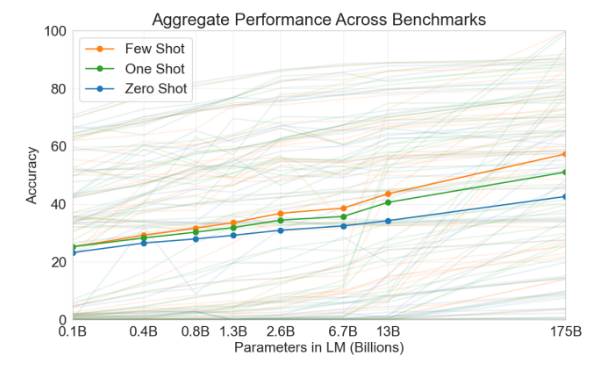 Aggregate Performance Across Benchmarks
100
Few Shot
One Shot
80
Zero Shot
60
Accuracy
40
20
0
0.1B 0.4B 0.8B 1.3B 2.6B 6.7B 13B 175B
Parameters in LM (Billions)